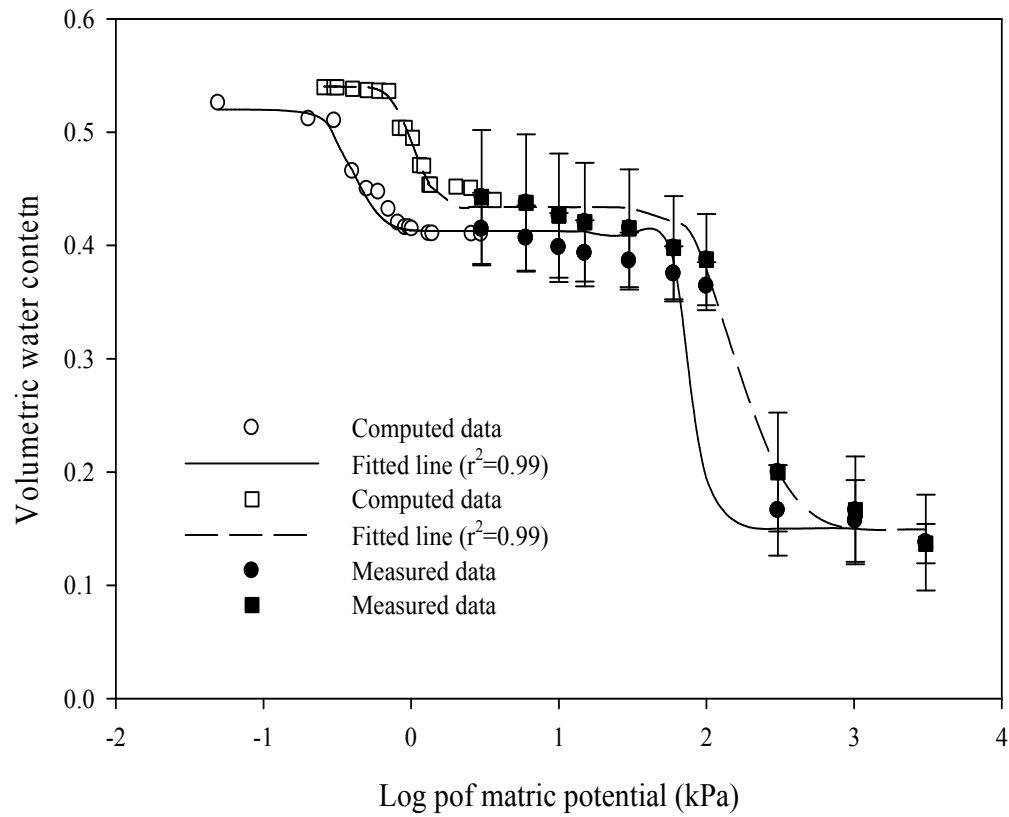 0.6
0.5
0.4
0.3
0.2
0.1
0.0
Volumetric water contetn
Computed data
Fitted line (r²=0.99)
Computed data
Fitted line (r²=0.99)
Measured data
Measured data
-2 -1 0 1 2 3 4
Log pof matric potential (kPa)